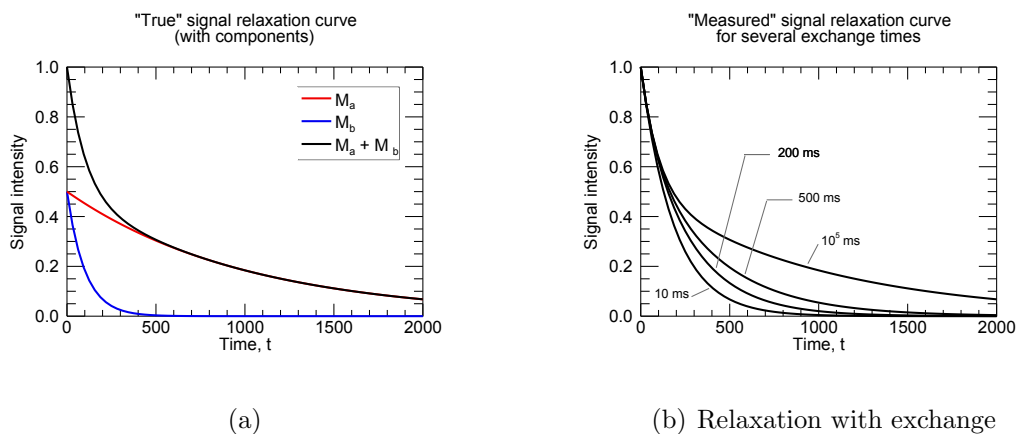 "True" signal relaxation curve
(with components)
1.0
0.8
0.6
0.4
0.2
0.0
0
500
1000
1500
2000
Signal intensity
Time, t
M_a
M_b
M_a + M_b
(a)
"Measured" signal relaxation curve
for several exchange times
1.0
0.8
0.6
0.4
0.2
0.0
0
500
1000
1500
2000
Signal intensity
Time, t
200 ms
500 ms
10^5 ms
10 ms
(b) Relaxation with exchange